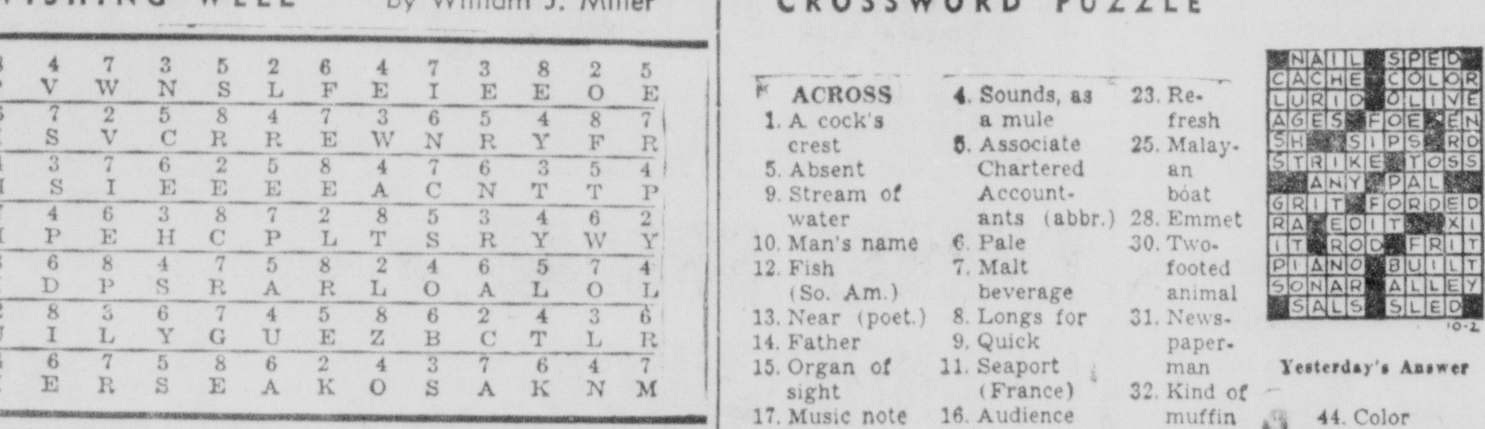 WISHING WELL by William J. Miller
4 7 3 5 2 6 4 7 3 8 2 5
V W N S L F E I E E O E
7 2 5 8 4 7 3 6 5 4 8 7
S V C R R E W N R Y F R
3 7 6 2 5 8 4 7 6 3 5 4
S I E E E E A C N T T P
4 6 3 8 7 2 8 5 3 4 6 2
P E H C P L T S R Y W Y
6 8 4 7 5 8 2 4 6 5 7 4
D P S R A R L O A L O L
8 3 6 7 4 5 8 6 2 4 3 6
I L Y G U E Z B C T L R
6 7 5 8 6 2 4 3 7 6 4 7
E R S E A K O S A K N M
CROSSWORD PUZZLE
ACROSS
1. A cock's
crest
5. Absent
9. Stream of
water
10. Man's name
12. Fish
(So. Am.)
13. Near (poet.)
14. Father
15. Organ of
sight
17. Music note
4. Sounds, as
a mule
5. Associate
Chartered
Account-
ants (abbr.)
6. Pale
7. Malt
beverage
8. Longs for
9. Quick
11. Seaport
(France)
16. Audience
23. Re-
fresh
25. Malay-
an
boat
28. Emmet
30. Two-
footed
animal
31. News-
paper-
man
32. Kind of
muffin
NAIL SPED
CACHE COLOR
LURID OLIVE
AGES FOE EN
SH SIPS RD
STRIKE TOSS
ANY PAL
GRIT FORDED
RA EDIT XI
IT ROD FRIT
PIANO BUILT
SONAR ALLEY
SALS SLED
10-2
Yesterday's Answer
44. Color